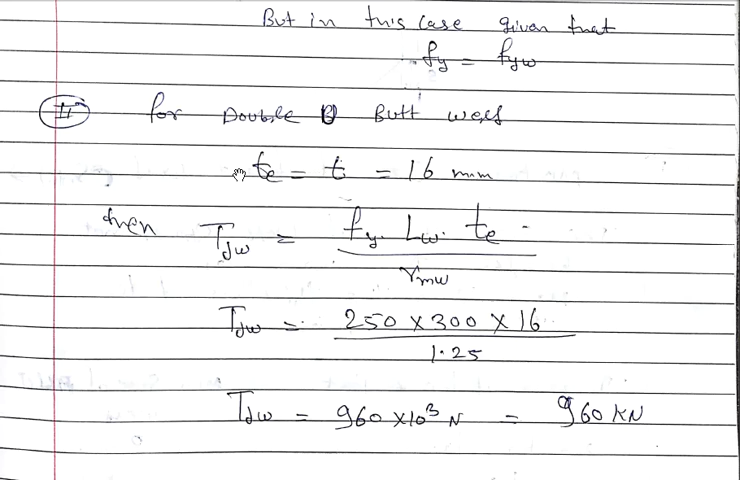 But in this case given that
fy = fyw
II for Double Butt weld
te = t = 16 mm
then Tdw = fy. Lw. te
γmw
Tdw = 250 × 300 × 16
1.25
Tdw = 960 × 10³ N = 960 KN